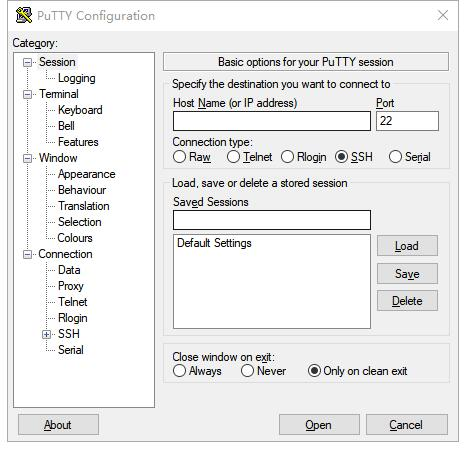 PuTTY Configuration
Category:
Session
Logging
Terminal
Keyboard
Bell
Features
Window
Appearance
Behaviour
Translation
Selection
Colours
Connection
Data
Proxy
Telnet
Rlogin
SSH
Serial
Basic options for your PuTTY session
Specify the destination you want to connect to
Host Name (or IP address) Port
22
Connection type:
Raw Telnet Rlogin SSH Serial
Load, save or delete a stored session
Saved Sessions
Default Settings
Load
Save
Delete
Close window on exit:
Always Never Only on clean exit
About Open Cancel